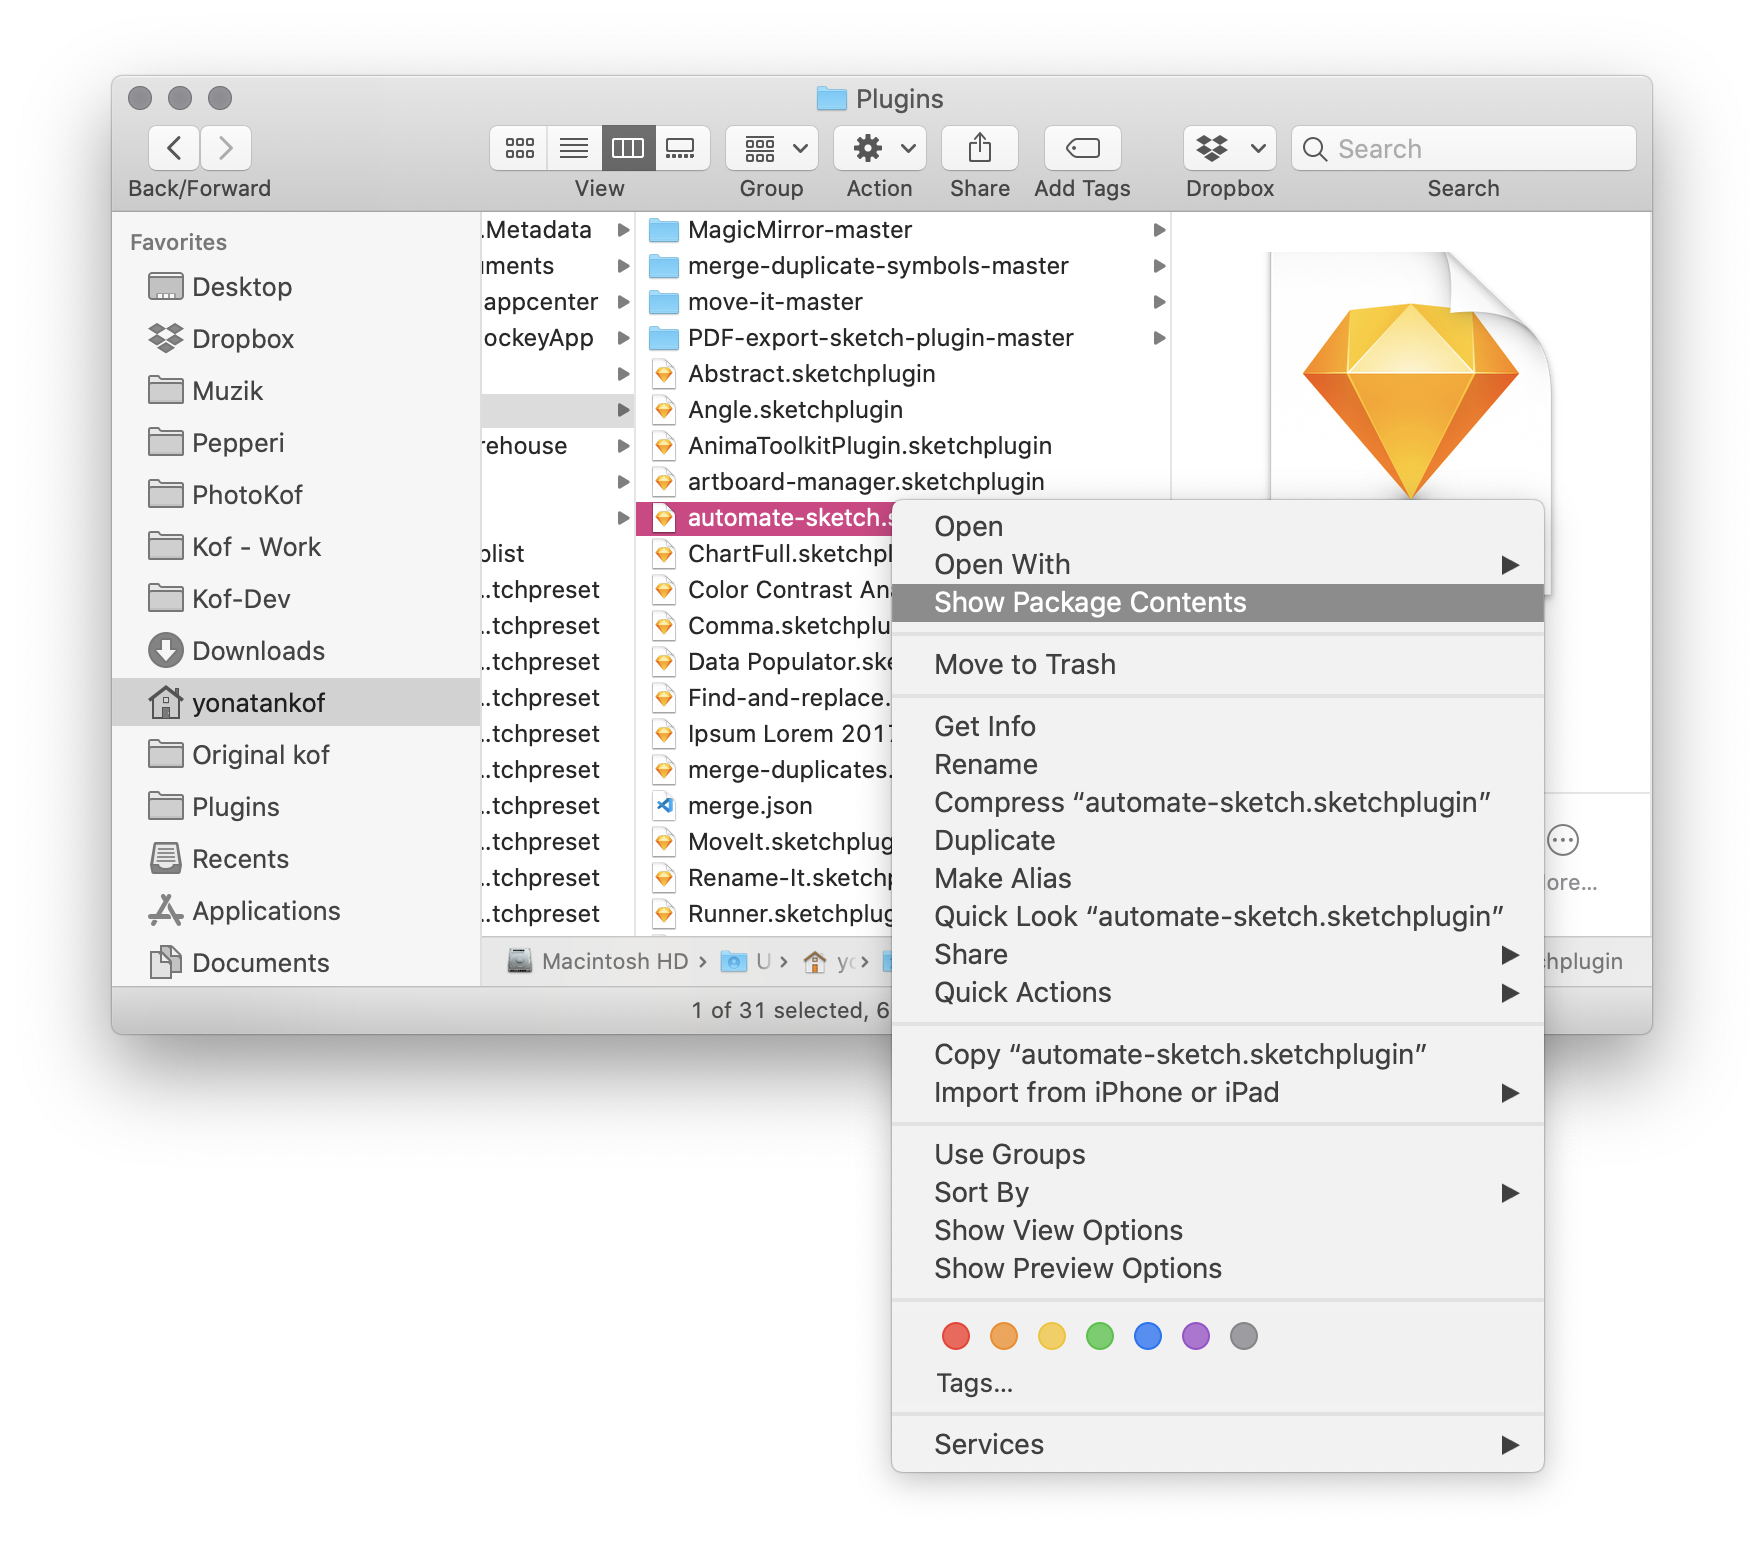 Plugins
Search
Back/Forward
View
Group
Action
Share
Add Tags
Dropbox
Search
Favorites
Desktop
Dropbox
Muzik
Pepperi
PhotoKof
Kof - Work
Kof-Dev
Downloads
yonatankof
Original kof
Plugins
Recents
Applications
Documents
.Metadata
appcenter
ockeyApp
rehouse
plist
..tchpreset
..tchpreset
..tchpreset
..tchpreset
..tchpreset
..tchpreset
..tchpreset
..tchpreset
..tchpreset
..tchpreset
MagicMirror-master
merge-duplicate-symbols-master
move-it-master
PDF-export-sketch-plugin-master
Abstract.sketchplugin
Angle.sketchplugin
AnimaToolkitPlugin.sketchplugin
artboard-manager.sketchplugin
automate-sketch.s
ChartFull.sketchpl
Color Contrast Ana
Comma.sketchplu
Data Populator.ske
Find-and-replace.
Ipsum Lorem 2017
merge-duplicates.
merge.json
MoveIt.sketchplug
Rename-It.sketchp
Runner.sketchplug
ore...
Macintosh HD › U › yo ›
chplugin
1 of 31 selected, 6
Open
Open With
Show Package Contents
Move to Trash
Get Info
Rename
Compress “automate-sketch.sketchplugin”
Duplicate
Make Alias
Quick Look “automate-sketch.sketchplugin”
Share
Quick Actions
Copy “automate-sketch.sketchplugin”
Import from iPhone or iPad
Use Groups
Sort By
Show View Options
Show Preview Options
Tags...
Services